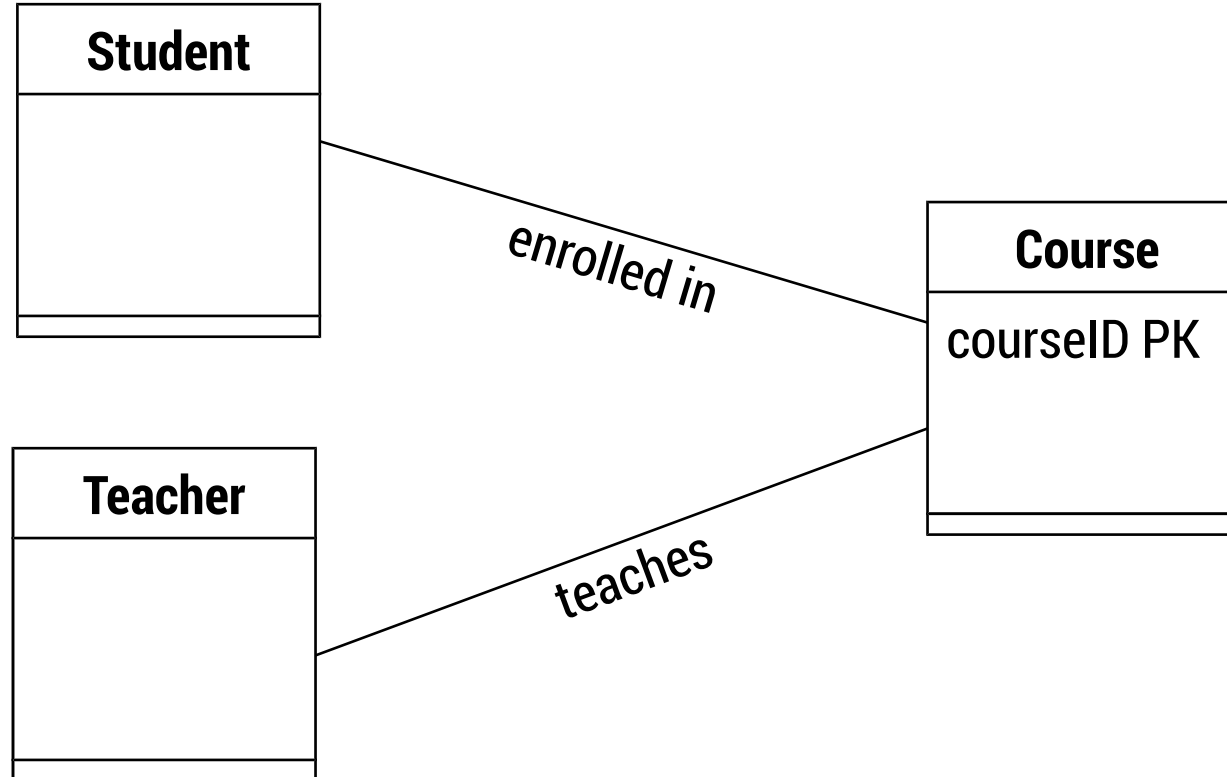 Student
enrolled in
Course
courseID PK
Teacher
teaches